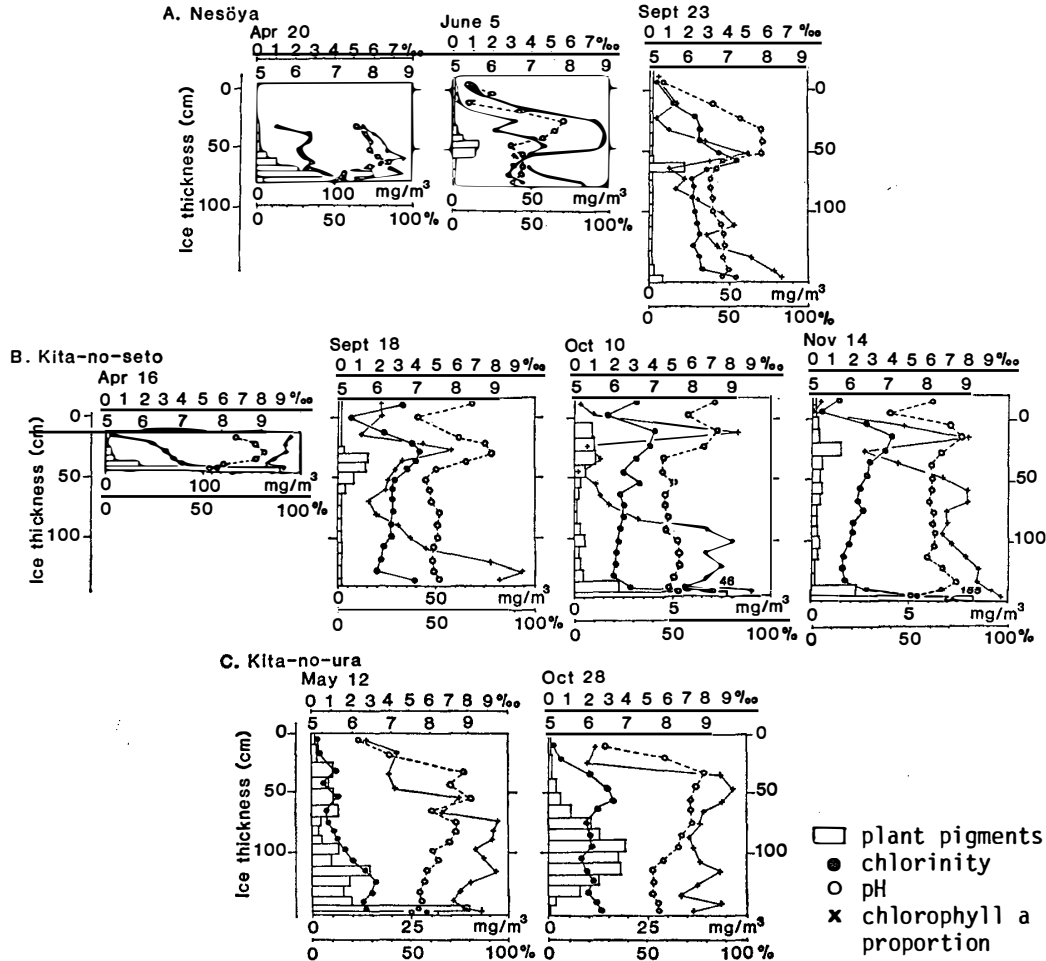 A. Nesöya
Apr 20
0 1 2 3 4 5 6 7‰
5 6 7 8 9
June 5
0 1 2 3 4 5 6 7‰
5 6 7 8 9
Sept 23
0 1 2 3 4 5 6 7‰
5 6 7 8 9
Ice thickness (cm)
0
50
100
0
50
100
0 100 mg/m³
0 50 100%
0 50 mg/m³
0 50 100%
0 50 mg/m³
0 50 100%
B. Kita-no-seto
Apr 16
0 1 2 3 4 5 6 7 8 9‰
5 6 7 8 9
Sept 18
0 1 2 3 4 5 6 7 8 9‰
5 6 7 8 9
Oct 10
0 1 2 3 4 5 6 7 8 9‰
5 6 7 8 9
Nov 14
0 1 2 3 4 5 6 7 8 9‰
5 6 7 8 9
Ice thickness (cm)
0
50
100
0
50
100
0 100 mg/m³
0 50 100%
0 50 mg/m³
0 50 100%
46
0 5 mg/m³
0 50 100%
155
0 5 mg/m³
0 50 100%
C. Kita-no-ura
May 12
0 1 2 3 4 5 6 7 8 9‰
5 6 7 8 9
Oct 28
0 1 2 3 4 5 6 7 8 9‰
5 6 7 8 9
Ice thickness (cm)
0
50
100
0
50
100
0 25 mg/m³
0 50 100%
0 25 mg/m³
0 50 100%
plant pigments
chlorinity
pH
chlorophyll a
proportion